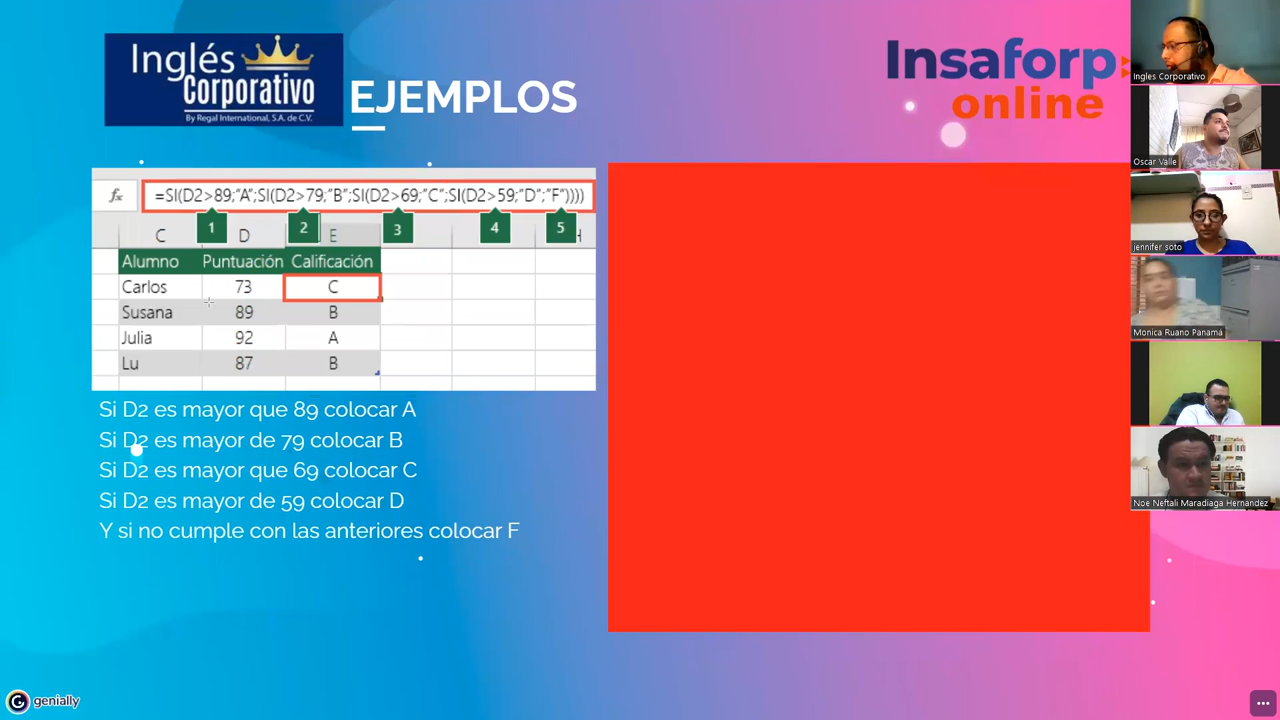 Inglés
Corporativo
By Regal International, S.A. de C.V.
EJEMPLOS
Insaforp
online
fx =SI(D2>89;"A";SI(D2>79;"B";SI(D2>69;"C";SI(D2>59;"D";"F"))))
1 2 3 4 5
C D E H
Alumno Puntuación Calificación
Carlos 73 C
Susana 89 B
Julia 92 A
Lu 87 B
Si D2 es mayor que 89 colocar A
Si D2 es mayor de 79 colocar B
Si D2 es mayor que 69 colocar C
Si D2 es mayor de 59 colocar D
Y si no cumple con las anteriores colocar F
genially
Ingles Corporativo
Oscar Valle
jennifer soto
Monica Ruano Panamá
Noe Neftali Maradiaga Hernandez